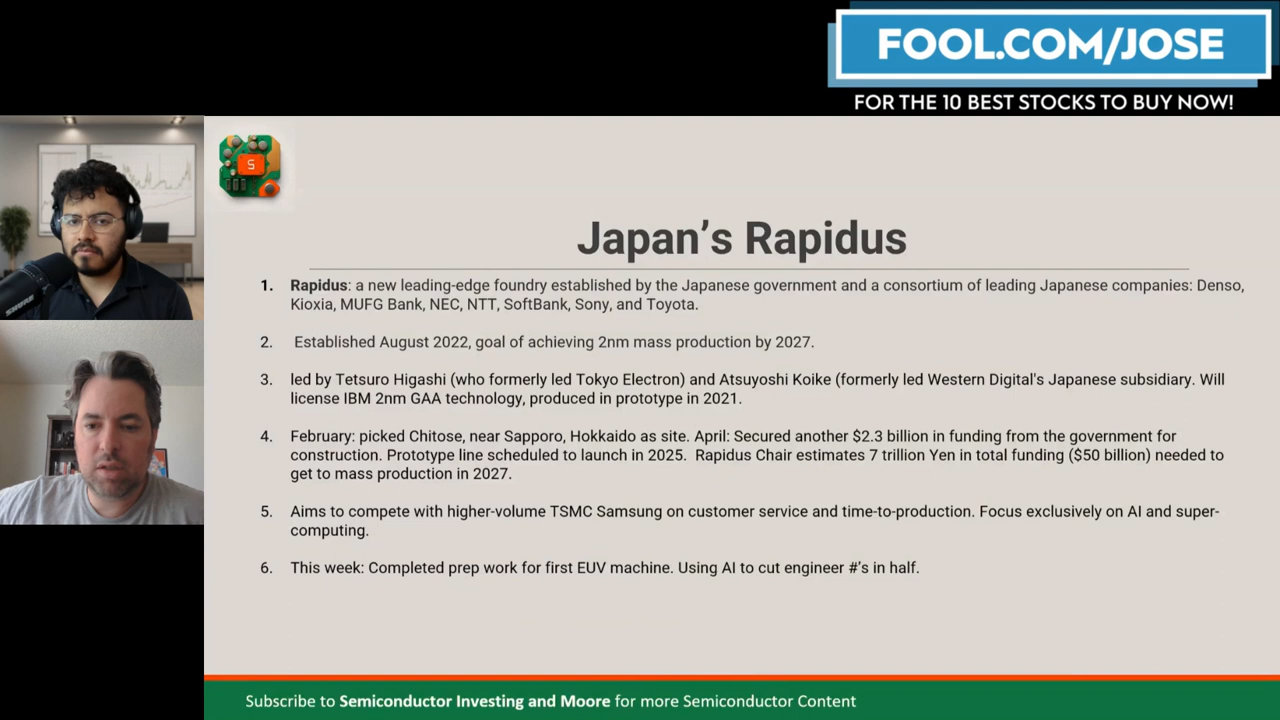 FOOL.COM/JOSE
FOR THE 10 BEST STOCKS TO BUY NOW!
S
SHURE
Japan's Rapidus
1. Rapidus: a new leading-edge foundry established by the Japanese government and a consortium of leading Japanese companies: Denso,
Kioxia, MUFG Bank, NEC, NTT, SoftBank, Sony, and Toyota.
2. Established August 2022, goal of achieving 2nm mass production by 2027.
3. led by Tetsuro Higashi (who formerly led Tokyo Electron) and Atsuyoshi Koike (formerly led Western Digital's Japanese subsidiary. Will
license IBM 2nm GAA technology, produced in prototype in 2021.
4. February: picked Chitose, near Sapporo, Hokkaido as site. April: Secured another $2.3 billion in funding from the government for
construction. Prototype line scheduled to launch in 2025. Rapidus Chair estimates 7 trillion Yen in total funding ($50 billion) needed to
get to mass production in 2027.
5. Aims to compete with higher-volume TSMC Samsung on customer service and time-to-production. Focus exclusively on AI and super-
computing.
6. This week: Completed prep work for first EUV machine. Using AI to cut engineer #'s in half.
Subscribe to Semiconductor Investing and Moore for more Semiconductor Content